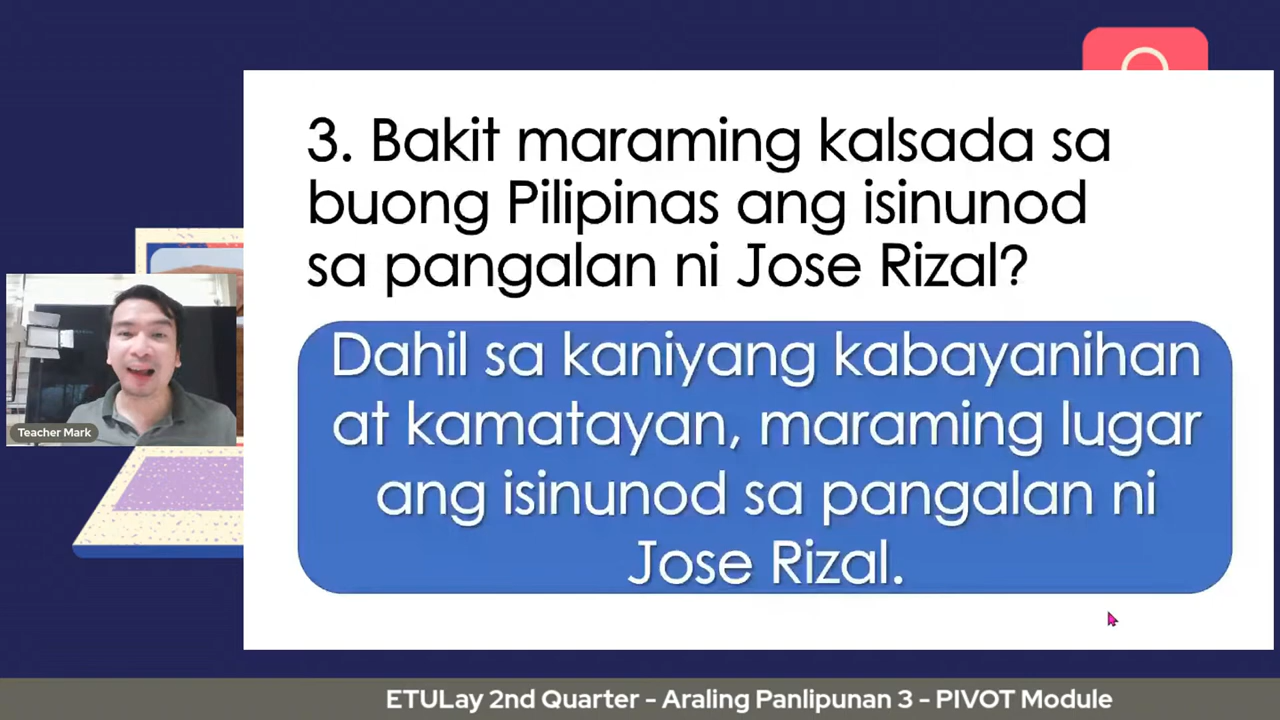 3. Bakit maraming kalsada sa
buong Pilipinas ang isinunod
sa pangalan ni Jose Rizal?
Dahil sa kaniyang kabayanihan
at kamatayan, maraming lugar
ang isinunod sa pangalan ni
Jose Rizal.
Teacher Mark
ETULay 2nd Quarter - Araling Panlipunan 3 - PIVOT Module